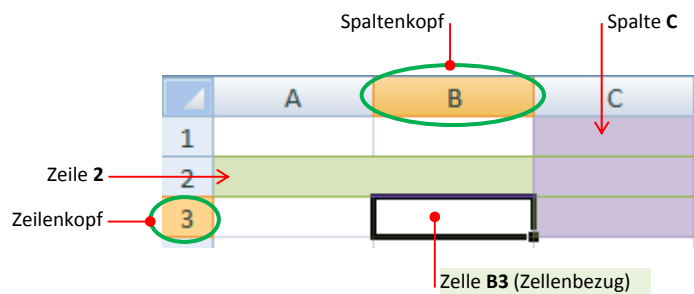 Spaltenkopf
Spalte C
A B C
1
Zeile 2
2
Zeilenkopf
3
Zelle B3 (Zellenbezug)